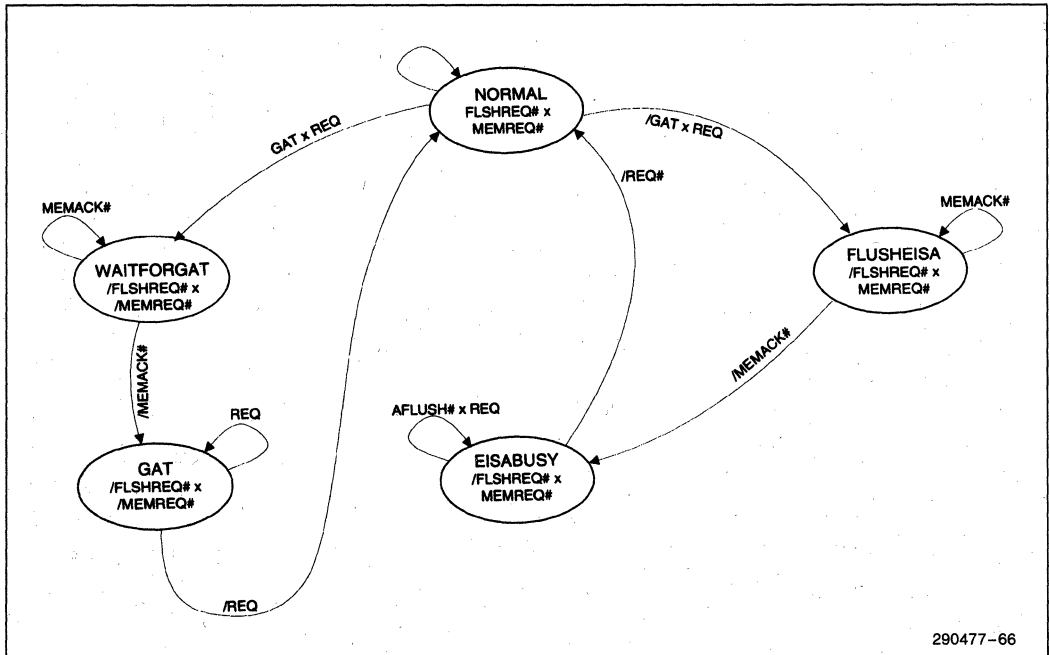 NORMAL
FLSHREQ# x
MEMREQ#
GAT x REQ
/GAT x REQ
/REQ#
MEMACK#
WAITFORGAT
/FLSHREQ# x
/MEMREQ#
MEMACK#
FLUSHEISA
/FLSHREQ# x
MEMREQ#
/MEMACK#
/MEMACK#
REQ
GAT
/FLSHREQ# x
/MEMREQ#
AFLUSH# x REQ
EISABUSY
/FLSHREQ# x
MEMREQ#
/REQ
290477-66